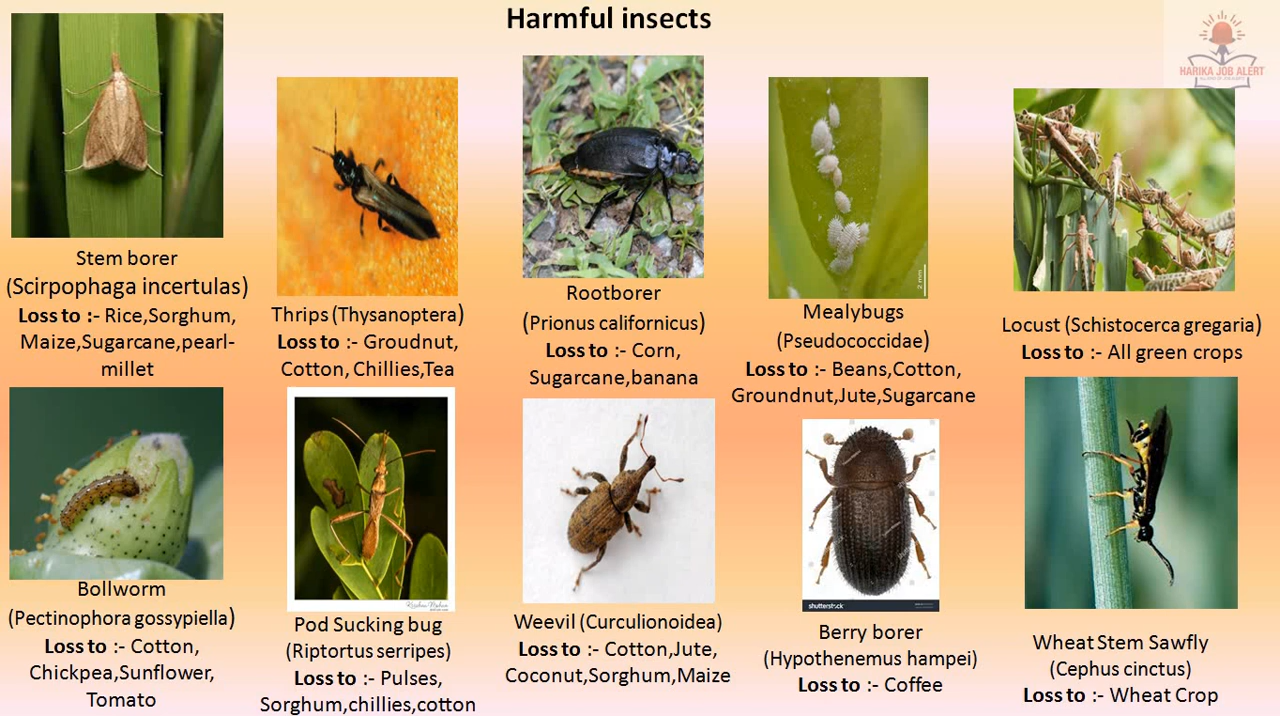 Harmful insects
HARIKA JOB ALERT
Stem borer
(Scirpophaga incertulas)
Loss to :- Rice,Sorghum,
Maize,Sugarcane,pearl-
millet
Thrips (Thysanoptera)
Loss to :- Groudnut,
Cotton, Chillies,Tea
Rootborer
(Prionus californicus)
Loss to :- Corn,
Sugarcane,banana
2 mm
Mealybugs
(Pseudococcidae)
Loss to :- Beans,Cotton,
Groundnut,Jute,Sugarcane
Locust (Schistocerca gregaria)
Loss to :- All green crops
Bollworm
(Pectinophora gossypiella)
Loss to :- Cotton,
Chickpea,Sunflower,
Tomato
Pod Sucking bug
(Riptortus serripes)
Loss to :- Pulses,
Sorghum,chillies,cotton
Weevil (Curculionoidea)
Loss to :- Cotton,Jute,
Coconut,Sorghum,Maize
shutterstock
Berry borer
(Hypothenemus hampei)
Loss to :- Coffee
Wheat Stem Sawfly
(Cephus cinctus)
Loss to :- Wheat Crop